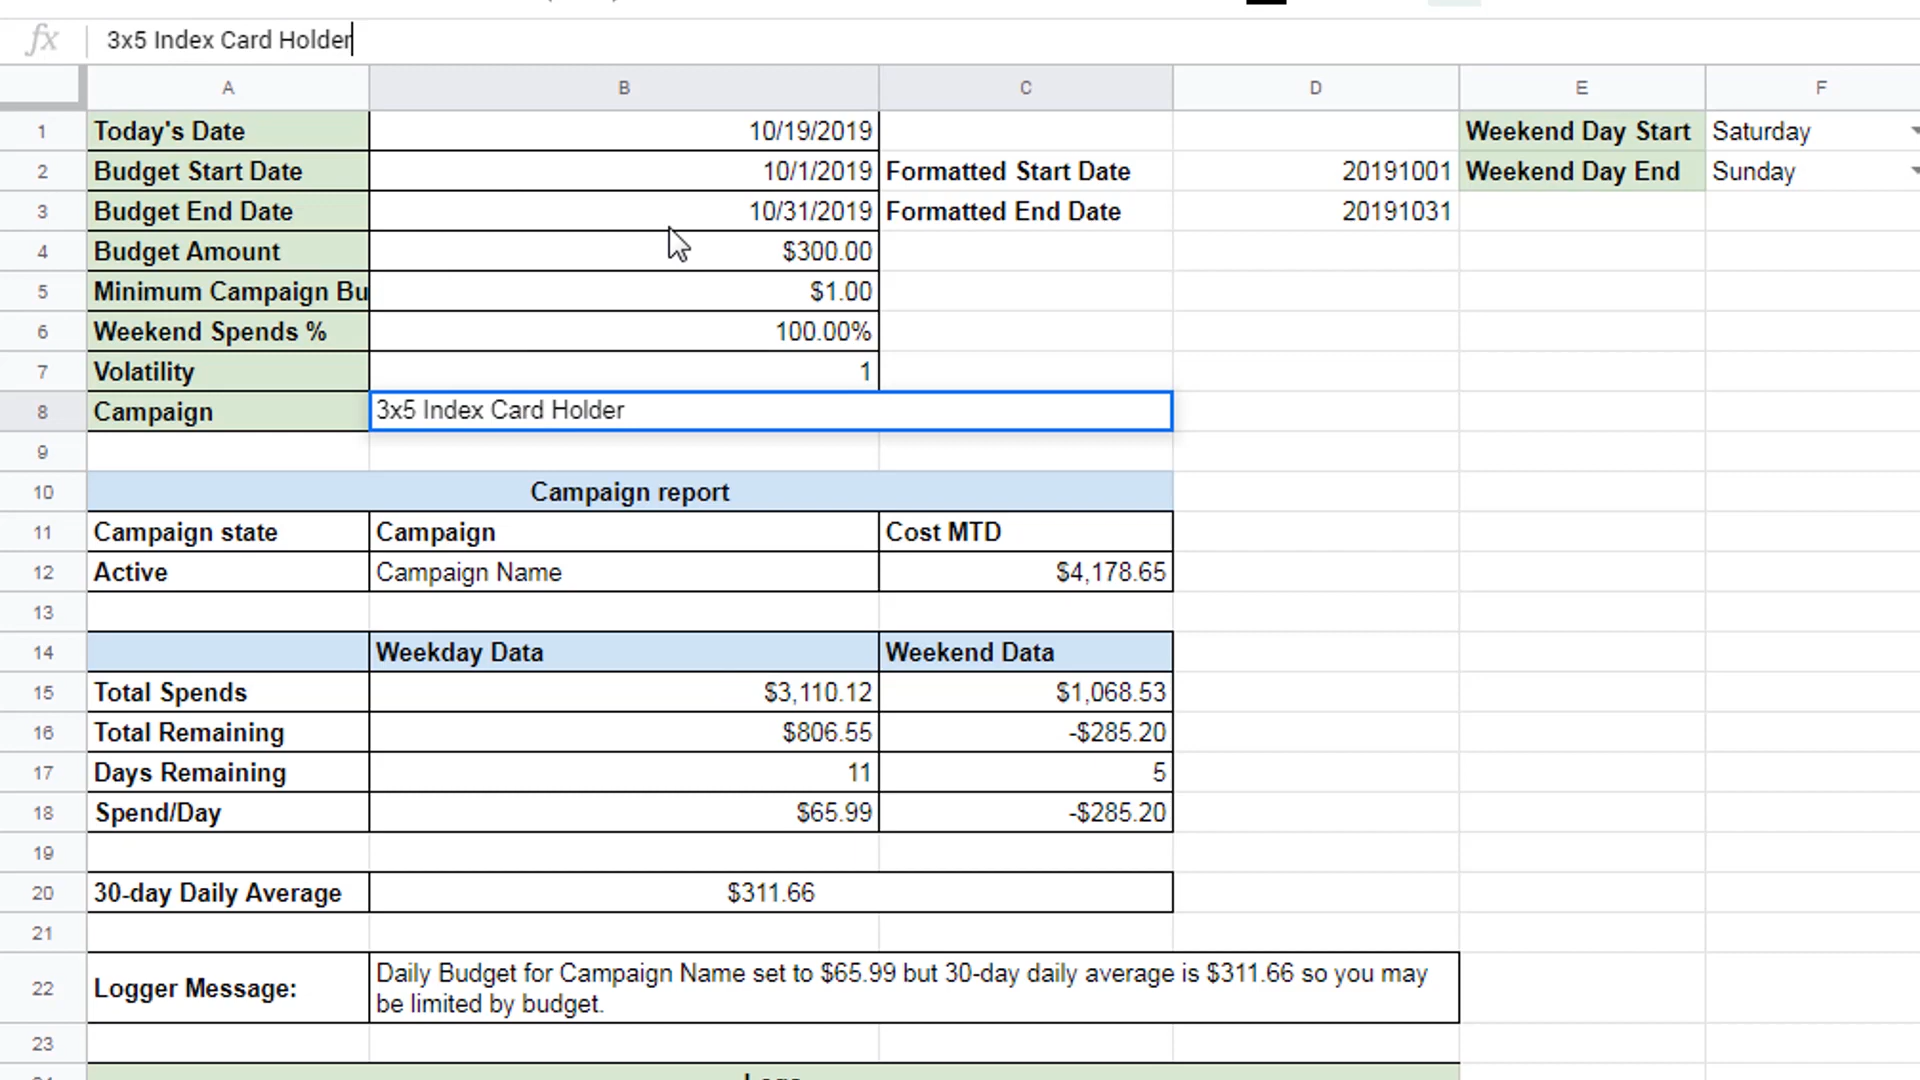 fx 3x5 Index Card Holder
A B C D E F
1 Today's Date 10/19/2019 Weekend Day Start Saturday
2 Budget Start Date 10/1/2019 Formatted Start Date 20191001 Weekend Day End Sunday
3 Budget End Date 10/31/2019 Formatted End Date 20191031
4 Budget Amount $300.00
5 Minimum Campaign Bu $1.00
6 Weekend Spends % 100.00%
7 Volatility 1
8 Campaign 3x5 Index Card Holder
9
10 Campaign report
11 Campaign state Campaign Cost MTD
12 Active Campaign Name $4,178.65
13
14 Weekday Data Weekend Data
15 Total Spends $3,110.12 $1,068.53
16 Total Remaining $806.55 -$285.20
17 Days Remaining 11 5
18 Spend/Day $65.99 -$285.20
19
20 30-day Daily Average $311.66
21
22 Logger Message: Daily Budget for Campaign Name set to $65.99 but 30-day daily average is $311.66 so you may
be limited by budget.
23